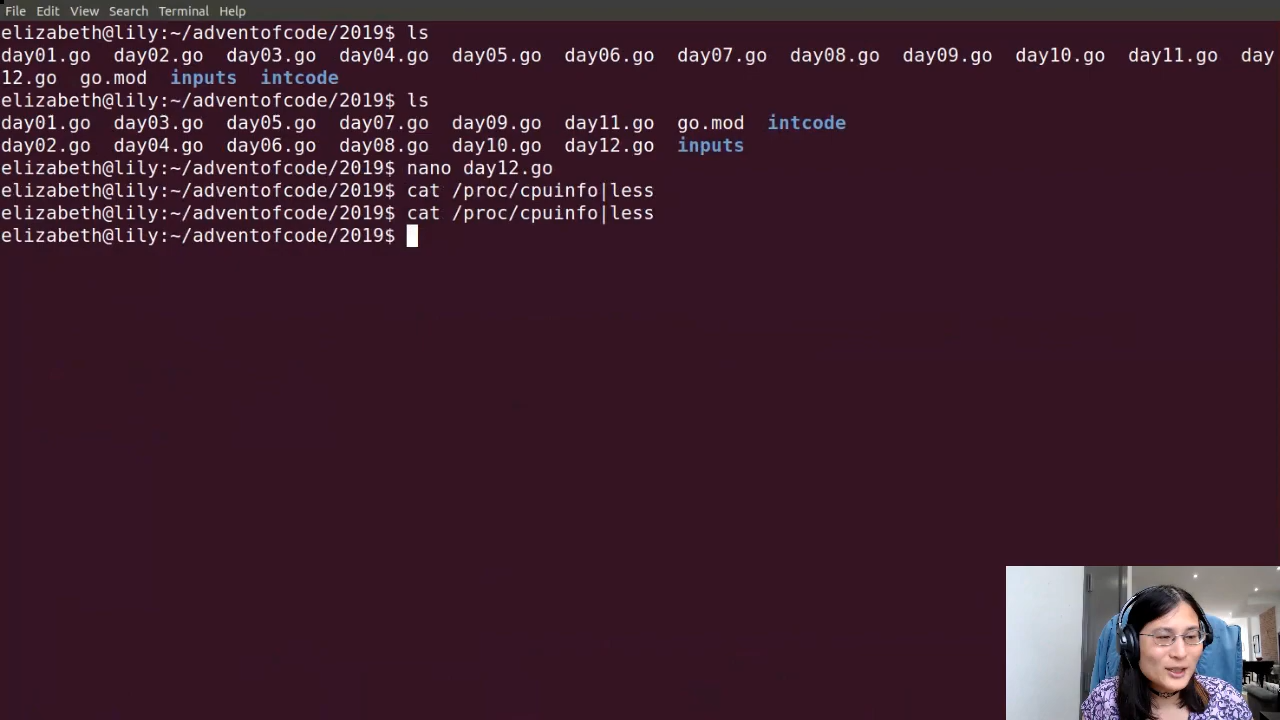 File Edit View Search Terminal Help
elizabeth@lily:~/adventofcode/2019$ ls
day01.go day02.go day03.go day04.go day05.go day06.go day07.go day08.go day09.go day10.go day11.go day
12.go go.mod inputs intcode
elizabeth@lily:~/adventofcode/2019$ ls
day01.go day03.go day05.go day07.go day09.go day11.go go.mod intcode
day02.go day04.go day06.go day08.go day10.go day12.go inputs
elizabeth@lily:~/adventofcode/2019$ nano day12.go
elizabeth@lily:~/adventofcode/2019$ cat /proc/cpuinfo|less
elizabeth@lily:~/adventofcode/2019$ cat /proc/cpuinfo|less
elizabeth@lily:~/adventofcode/2019$